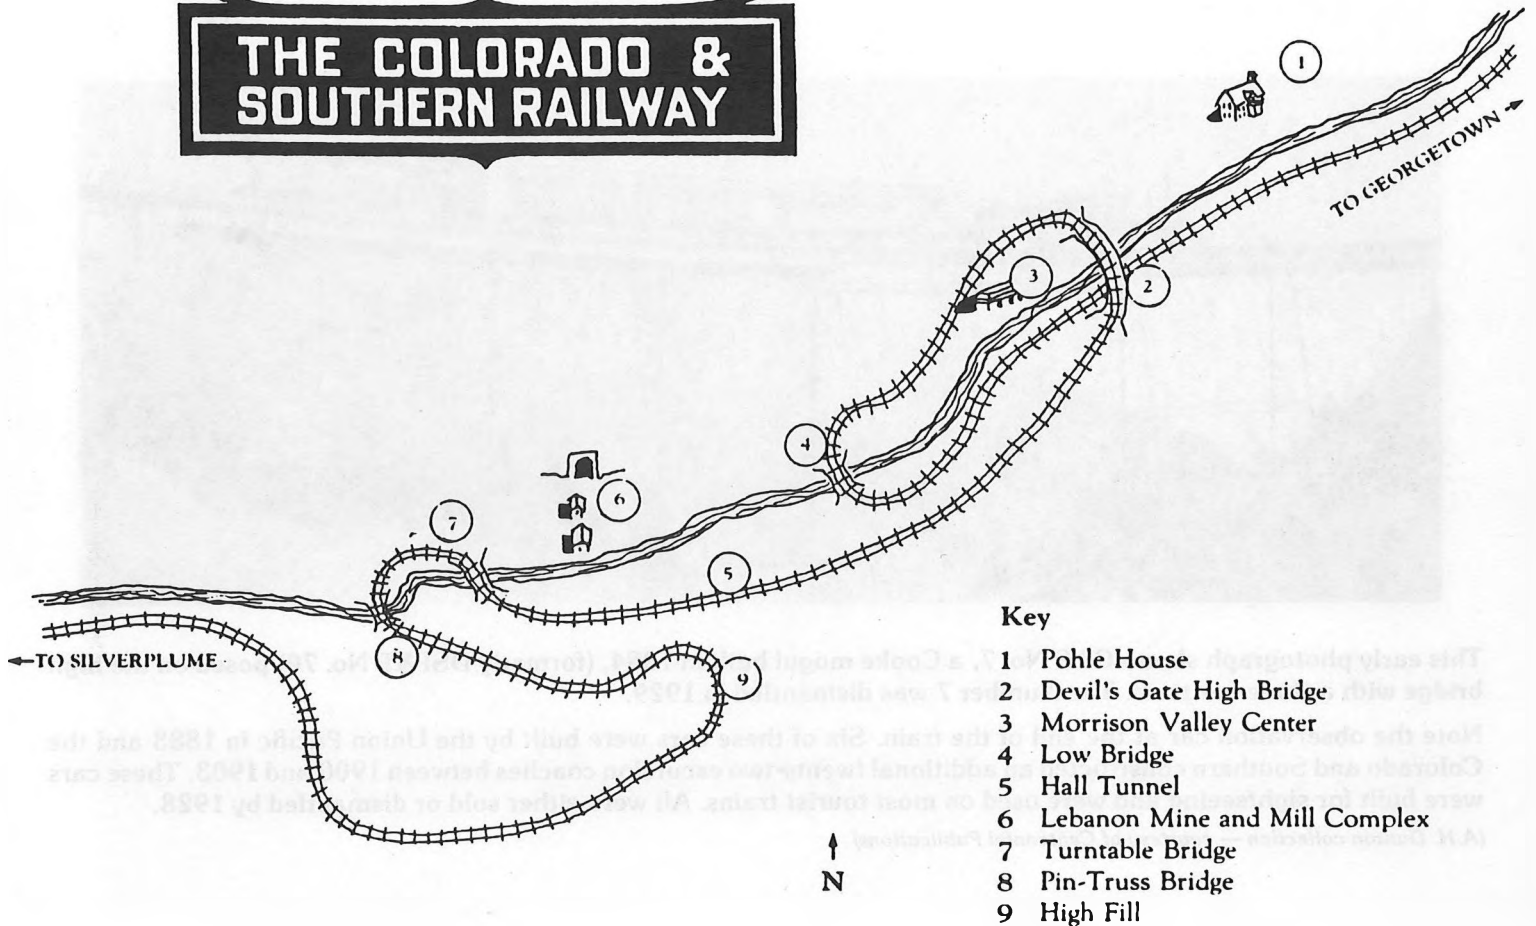 THE COLORADO &
SOUTHERN RAILWAY
1
TO GEORGETOWN
2
3
4
5
6
7
8
9
TO SILVERPLUME
N
Key
1 Pohle House
2 Devil's Gate High Bridge
3 Morrison Valley Center
4 Low Bridge
5 Hall Tunnel
6 Lebanon Mine and Mill Complex
7 Turntable Bridge
8 Pin-Truss Bridge
9 High Fill